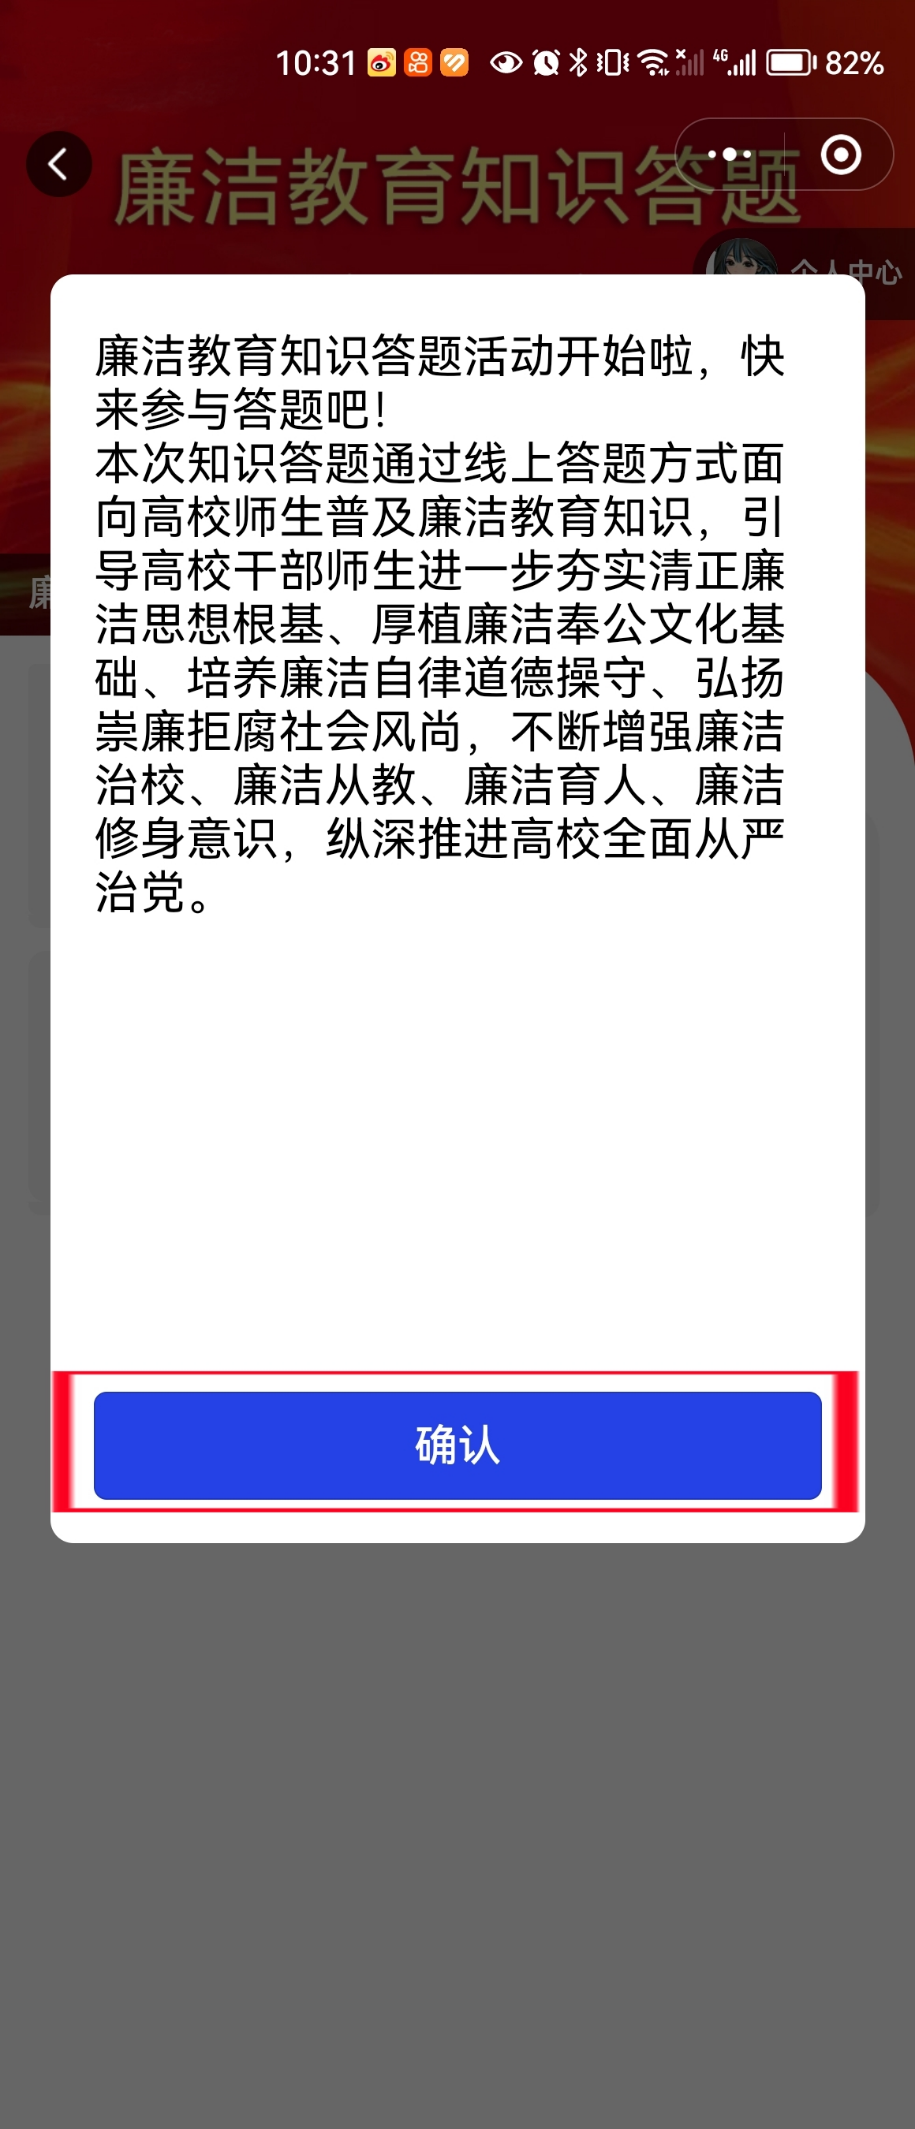 10:31
4G
82%
廉洁教育知识答题
个人中心
廉洁教育知识答题活动开始啦，快
来参与答题吧！
本次知识答题通过线上答题方式面
向高校师生普及廉洁教育知识，引
导高校干部师生进一步夯实清正廉
洁思想根基、厚植廉洁奉公文化基
础、培养廉洁自律道德操守、弘扬
崇廉拒腐社会风尚，不断增强廉洁
治校、廉洁从教、廉洁育人、廉洁
修身意识，纵深推进高校全面从严
治党。
确认